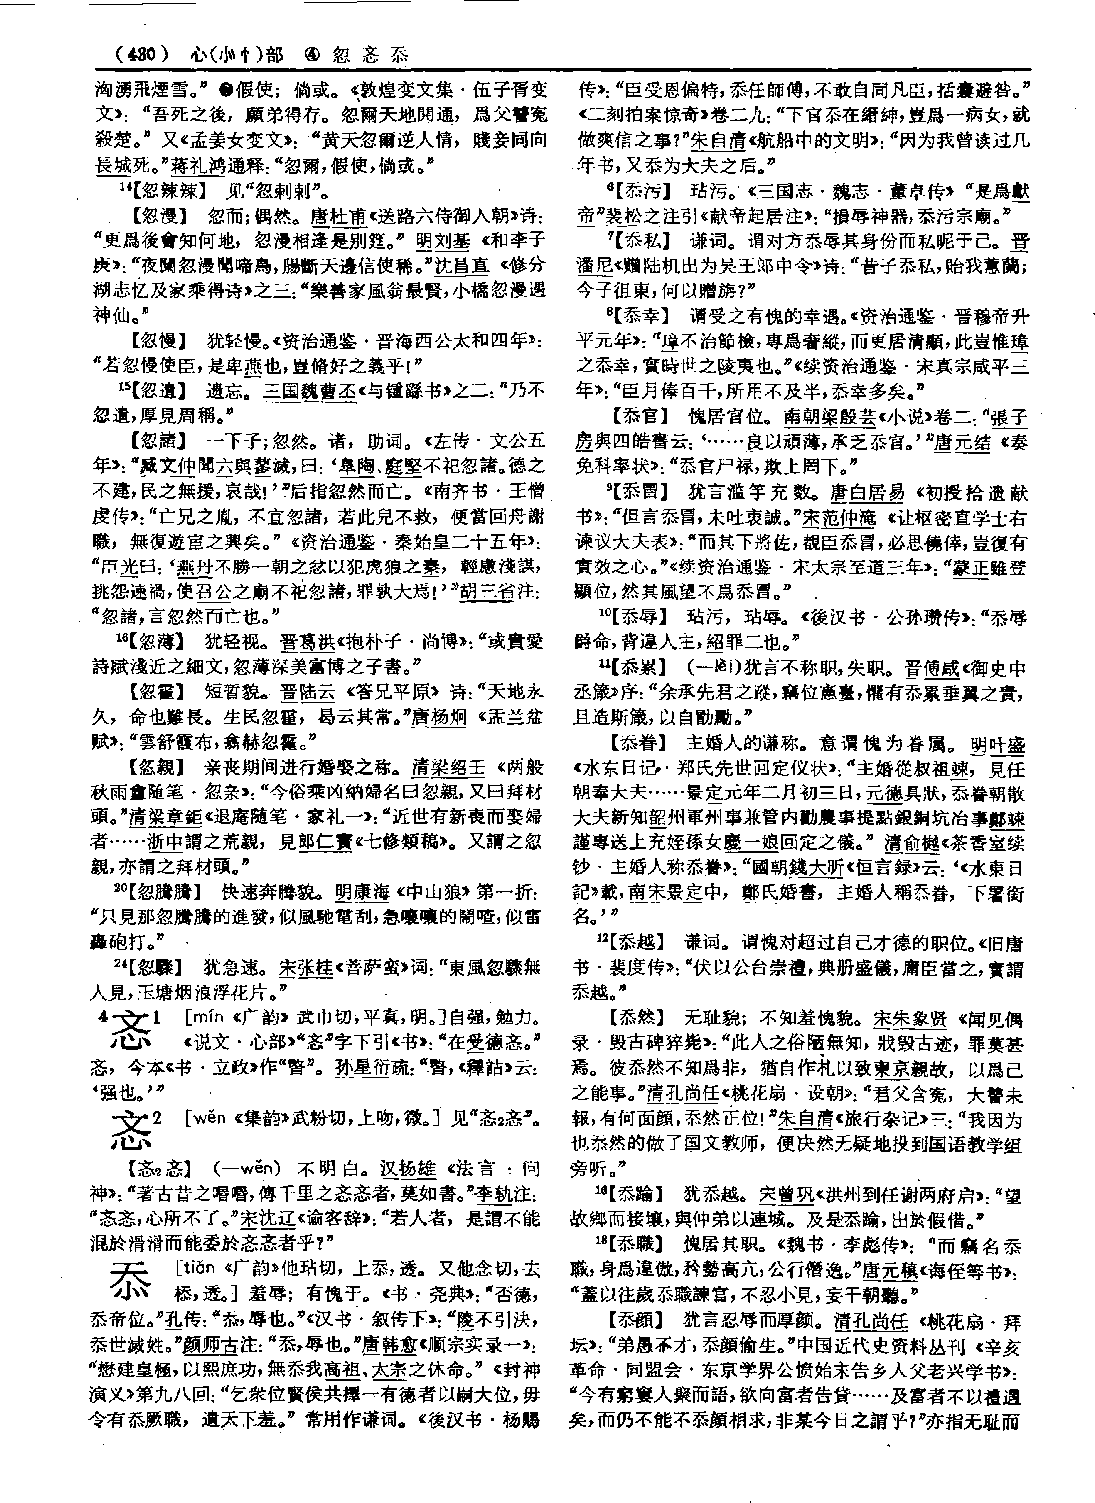 (480) 心(小忄)部 ④ 忽 忞 忝
洶湧飛煙雪。” ❷假使；倘或。《敦煌变文集·伍子胥变
文》：“吾死之後，願弟得存。忽爾天地開通，爲父讐寃
殺楚。” 又《孟姜女变文》：“黄天忽爾逆人情，賤妾同向
長城死。”蒋礼鸿通释：“忽爾，假使，倘或。”
¹⁴【忽辣辣】 见“忽剌剌”。
【忽漫】 忽而；偶然。唐杜甫《送路六侍御入朝》诗：
“更爲後會知何地，忽漫相逢是别筵。” 明刘基 《和李子
庚》：“夜闌忽漫聞啼鳥，腸斷天邊信使稀。”沈昌直 《修分
湖志忆及家乘得诗》之三：“樂善家風翁最賢，小橋忽漫遇
神仙。”
【忽慢】 犹轻慢。《资治通鉴·晋海西公太和四年》：
“若忽慢使臣，是卑燕也，豈脩好之義乎！”
¹⁵【忽遺】 遗忘。三国魏曹丕《与锺繇书》之二：“乃不
忽遺，厚見周稱。”
【忽諸】 一下子；忽然。诸，助词。《左传·文公五
年》：“臧文仲聞六與蓼滅，曰：‘皋陶、庭堅不祀忽諸。德之
不建，民之無援，哀哉！’”后指忽然而亡。《南齐书·王僧
虔传》：“亡兄之胤，不宜忽諸，若此兒不救，便當回舟謝
職，無復遊宦之興矣。” 《资治通鉴·秦始皇二十五年》：
“臣光曰：‘燕丹不勝一朝之忿以犯虎狼之秦，輕慮淺謀，
挑怨速禍，使召公之廟不祀忽諸，罪孰大焉！’”胡三省注：
“忽諸，言忽然而亡也。”
¹⁶【忽薄】 犹轻视。晋葛洪《抱朴子·尚博》：“或貴愛
詩賦淺近之細文，忽薄深美富博之子書。”
【忽霍】 短暂貌。晋陆云 《答兄平原》 诗：“天地永
久，命也難長。生民忽霍，曷云其常。”唐杨炯 《盂兰盆
赋》：“雲舒霞布，翕赫忽霍。”
【忽親】 亲丧期间进行婚娶之称。清梁绍壬 《两般
秋雨盦随笔·忽亲》：“今俗乘凶納婦名曰忽親，又曰拜材
頭。”清梁章鉅《退庵随笔·家礼一》：“近世有新喪而娶婦
者……浙中謂之荒親，見郎仁寶《七修類稿》。又謂之忽
親，亦謂之拜材頭。”
²⁰【忽騰騰】 快速奔腾貌。明康海《中山狼》第一折：
“只見那忽騰騰的進發，似風馳電刮，急嚷嚷的鬧喳，似雷
轟砲打。”
²⁴【忽驟】 犹急速。宋张桂《菩萨蛮》词：“東風忽驟無
人見，玉塘烟浪浮花片。”
4 忞1 [mín 《广韵》武巾切，平真，明。]自强，勉力。
《说文·心部》“忞”字下引《书》：“在受德忞。”
忞，今本《书·立政》作“暋”。孙星衍疏：“暋，《釋詁》云：
‘强也。’”
忞2 [wěn 《集韵》武粉切，上吻，微。] 见“忞₂忞”。
【忞₂忞】 (—wěn) 不明白。汉扬雄 《法言·问
神》：“著古昔之㖧㖧，傳千里之忞忞者，莫如書。”李轨注：
“忞忞，心所不了。”宋沈辽《谕客辞》：“若人者，是謂不能
混於湣湣而能委於忞忞者乎？”
忝 [tiǎn 《广韵》他玷切，上忝，透。又他念切，去
㮇，透。] 羞辱；有愧于。《书·尧典》：“否德，
忝帝位。”孔传：“忝，辱也。”《汉书·叙传下》：“陵不引決，
忝世滅姓。”颜师古注：“忝，辱也。”唐韩愈《顺宗实录一》：
“懋建皇極，以熙庶功，無忝我高祖、太宗之休命。” 《封神
演义》第九八回：“乞衆位賢侯共擇一有德者以嗣大位，毋
令有忝厥職，遺天下羞。” 常用作谦词。《後汉书·杨赐
传》：“臣受恩偏特，忝任師傅，不敢自同凡臣，括囊避咎。”
《二刻拍案惊奇》卷二九：“下官忝在縉紳，豈爲一病女，就
做爽信之事？”朱自清《航船中的文明》：“因为我曾读过几
年书，又忝为大夫之后。”
⁶【忝污】 玷污。《三国志·魏志·董卓传》“是爲獻
帝”裴松之注引《献帝起居注》：“損辱神器，忝污宗廟。”
⁷【忝私】 谦词。谓对方忝辱其身份而私昵于己。晋
潘尼《赠陆机出为吴王郎中令》诗：“昔子忝私，貽我蕙蘭；
今子徂東，何以贈旃？”
⁸【忝幸】 谓受之有愧的幸遇。《资治通鉴·晋穆帝升
平元年》：“璋不治節檢，專爲奢縱，而更居清顯，此豈惟璋
之忝幸，實時世之陵夷也。”《续资治通鉴·宋真宗咸平三
年》：“臣月俸百千，所用不及半，忝幸多矣。”
【忝官】 愧居官位。南朝梁殷芸《小说》卷二：“張子
房與四皓書云：‘……良以頑薄，承乏忝官。’”唐元结 《奏
免科率状》：“忝官尸禄，欺上罔下。”
⁹【忝冒】 犹言滥竽充数。唐白居易 《初授拾遗献
书》：“但言忝冒，未吐衷誠。”宋范仲淹 《让枢密直学士右
谏议大夫表》：“而其下將佐，覩臣忝冒，必思僥倖，豈復有
實效之心。”《续资治通鉴·宋太宗至道三年》：“蒙正雖登
顯位，然其風望不爲忝冒。”
¹⁰【忝辱】 玷污，玷辱。《後汉书·公孙瓒传》：“忝辱
爵命，背違人主，紹罪二也。”
¹¹【忝累】 (—Ièi)犹言不称职，失职。晋傅咸《御史中
丞箴》序：“余承先君之蹤，竊位憲臺，懼有忝累垂翼之責，
且造斯箴，以自勖勵。”
【忝眷】 主婚人的谦称。意谓愧为眷属。明叶盛
《水东日记·郑氏先世回定仪状》：“主婚從叔祖竦，見任
朝奉大夫……景定元年二月初三日，元德具狀，忝眷朝散
大夫新知韶州軍州事兼管内勸農事提點銀銅坑冶事鄭竦
謹專送上充姪孫女慶一娘回定之儀。” 清俞樾《茶香室续
钞·主婚人称忝眷》：“國朝錢大昕《恒言録》云：‘《水東日
記》載，南宋景定中，鄭氏婚書，主婚人稱忝眷，下署銜
名。’”
¹²【忝越】 谦词。谓愧对超过自己才德的职位。《旧唐
书·裴度传》：“伏以公台崇禮，典册盛儀，庸臣當之，實謂
忝越。”
【忝然】 无耻貌；不知羞愧貌。宋朱象贤 《闻见偶
录·毁古碑猝毙》：“此人之俗陋無知，戕毁古迹，罪莫甚
焉。彼忝然不知爲非，猶自作札以致東京親故，以爲己
之能事。”清孔尚任《桃花扇·设朝》：“君父含寃，大讐未
報，有何面顔，忝然正位！”朱自清《旅行杂记》三：“我因为
也忝然的做了国文教师，便决然无疑地投到国语教学组
旁听。”
¹⁶【忝踰】 犹忝越。宋曾巩《洪州到任谢两府启》：“望
故鄉而接壤，與仲弟以連城。及是忝踰，出於假借。”
¹⁸【忝職】 愧居其职。《魏书·李彪传》：“而竊名忝
職，身爲違傲，矜勢高亢，公行僭逸。”唐元稹《诲侄等书》：
“蓋以往歲忝職諫官，不忍小見，妄干朝聽。”
【忝顔】 犹言忍辱而厚颜。清孔尚任 《桃花扇·拜
坛》：“弟愚不才，忝顔偷生。”中国近代史资料丛刊 《辛亥
革命·同盟会·东京学界公愤始末告乡人父老兴学书》：
“今有窮窶人衆而語，欲向富者告貸……及富者不以禮遇
矣，而仍不能不忝顔相求，非某今日之謂乎？”亦指无耻而